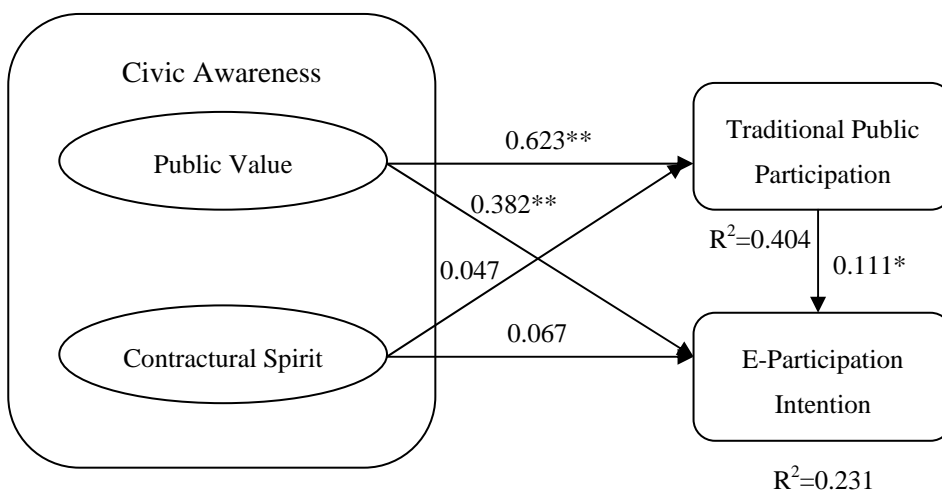 Civic Awareness
Public Value
Contractural Spirit
0.623**
0.382**
0.047
0.067
Traditional Public
Participation
R²=0.404
0.111*
E-Participation
Intention
R²=0.231